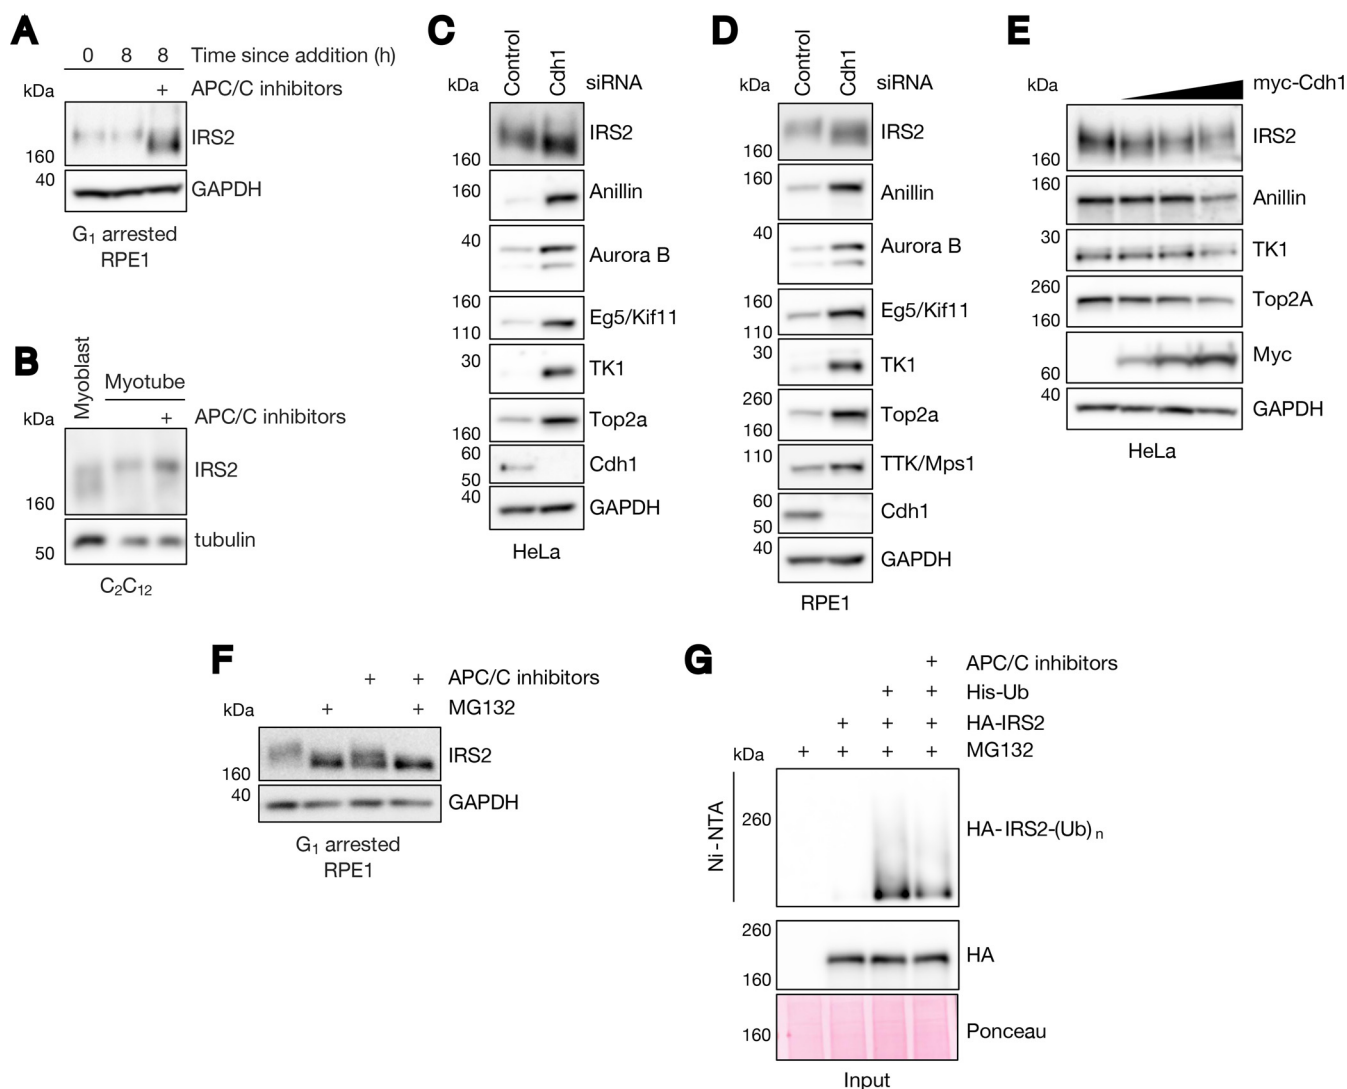 A
0 8 8 Time since addition (h)
+ APC/C inhibitors
kDa
IRS2
160
40
GAPDH
G1 arrested
RPE1
B
Myoblast
Myotube
+ APC/C inhibitors
kDa
IRS2
160
tubulin
50
C2C12
C
Control
Cdh1
siRNA
kDa
IRS2
160
160
Anillin
40
Aurora B
160
Eg5/Kif11
110
30
TK1
Top2a
160
60
Cdh1
50
40
GAPDH
HeLa
D
Control
Cdh1
siRNA
kDa
IRS2
160
160
Anillin
40
Aurora B
160
Eg5/Kif11
110
30
TK1
260
Top2a
160
110
TTK/Mps1
60
Cdh1
50
40
GAPDH
RPE1
E
myc-Cdh1
kDa
IRS2
160
160
Anillin
30
TK1
260
Top2A
160
Myc
60
40
GAPDH
HeLa
F
+ + APC/C inhibitors
+ + MG132
kDa
IRS2
160
40
GAPDH
G1 arrested
RPE1
G
+ APC/C inhibitors
+ + His-Ub
+ + + HA-IRS2
+ + + + MG132
kDa
Ni-NTA
260
HA-IRS2-(Ub)n
260
HA
160
160
Ponceau
Input